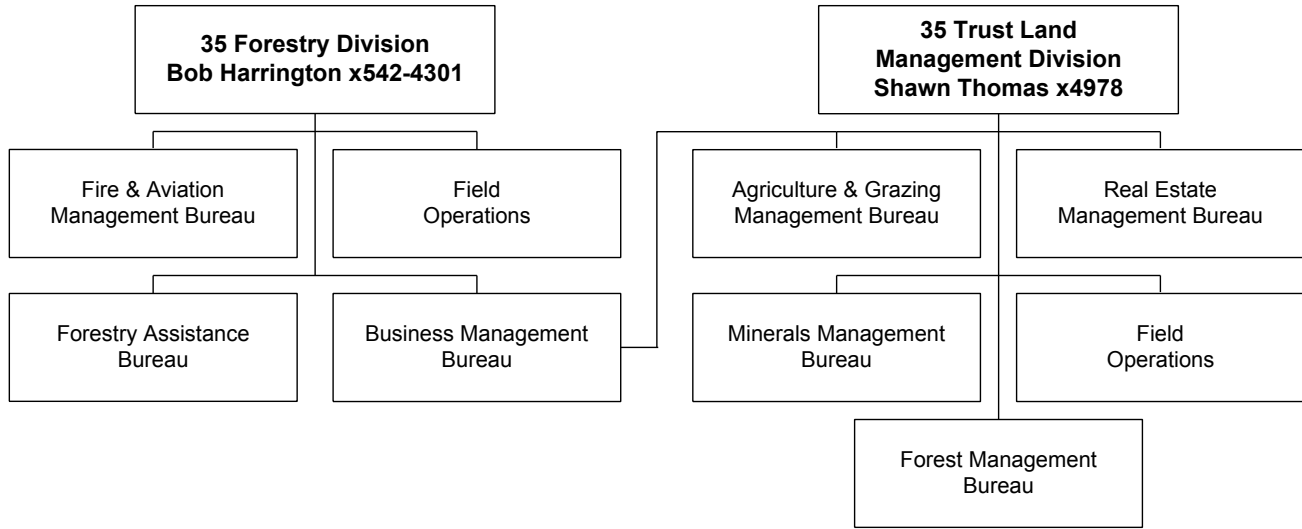 35 Forestry Division
Bob Harrington x542-4301
35 Trust Land
Management Division
Shawn Thomas x4978
Fire & Aviation
Management Bureau
Field
Operations
Agriculture & Grazing
Management Bureau
Real Estate
Management Bureau
Forestry Assistance
Bureau
Business Management
Bureau
Minerals Management
Bureau
Field
Operations
Forest Management
Bureau